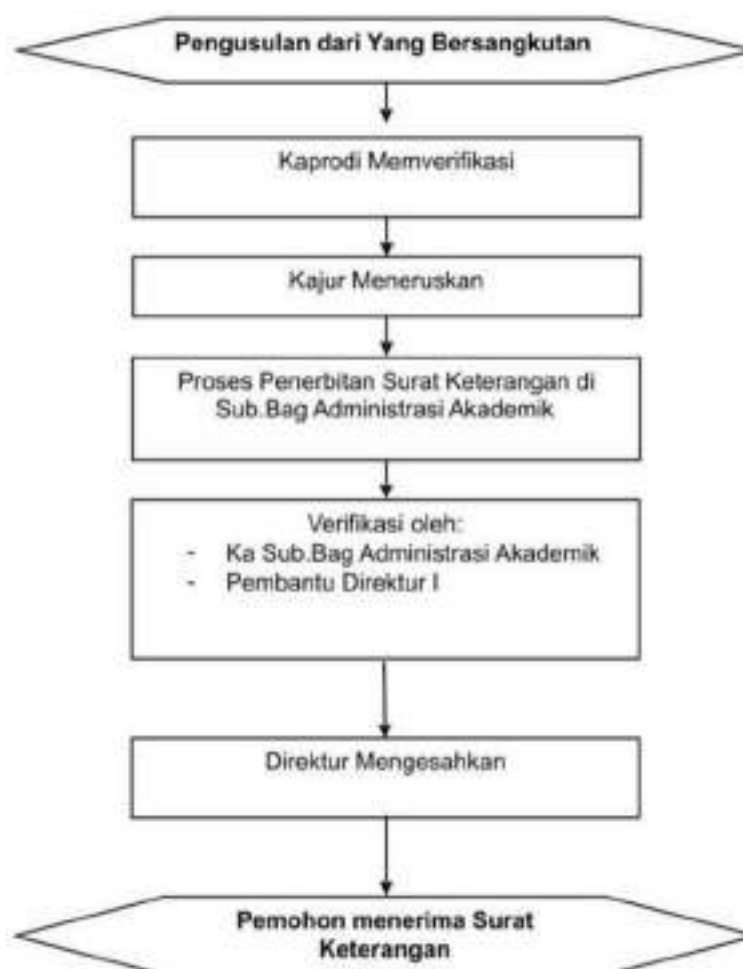 Pengusulan dari Yang Bersangkutan
Kaprodi Memverifikasi
Kajur Meneruskan
Proses Penerbitan Surat Keterangan di
Sub.Bag Administrasi Akademik
Verifikasi oleh:
- Ka Sub.Bag Administrasi Akademik
- Pembantu Direktur I
Direktur Mengesahkan
Pemohon menerima Surat
Keterangan